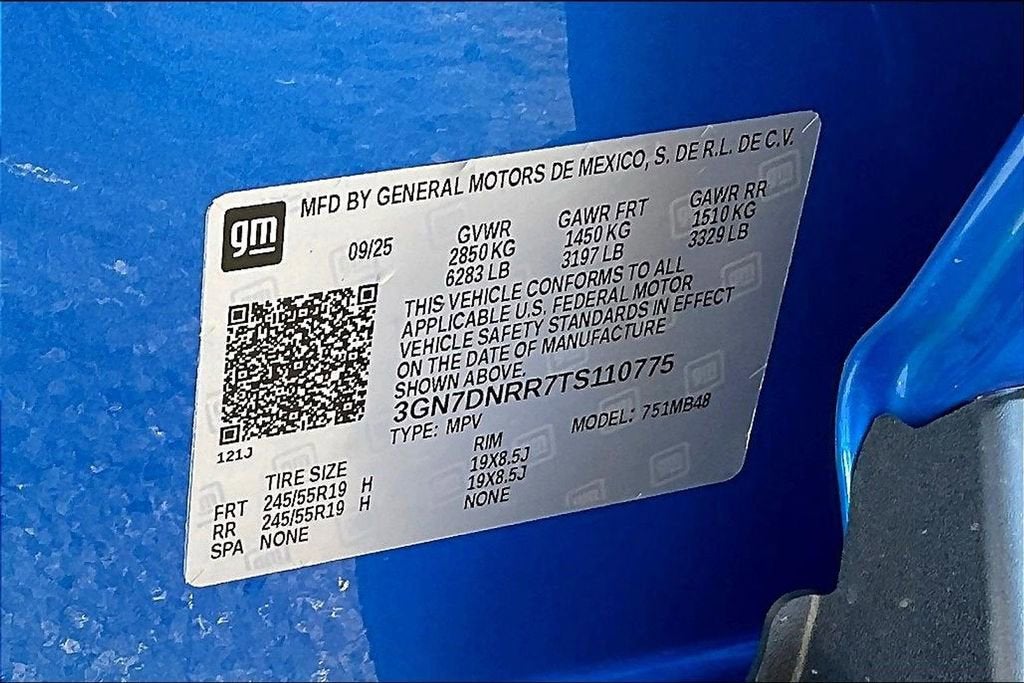 MFD BY GENERAL MOTORS DE MEXICO, S. DE R.L. DE C.V.
gm
09/25
GVWR GAWR FRT GAWR RR
2850 KG 1450 KG 1510 KG
6283 LB 3197 LB 3329 LB
THIS VEHICLE CONFORMS TO ALL
APPLICABLE U.S. FEDERAL MOTOR
VEHICLE SAFETY STANDARDS IN EFFECT
ON THE DATE OF MANUFACTURE
SHOWN ABOVE.
3GN7DNRR7TS110775
TYPE: MPV MODEL: 751MB48
121J
TIRE SIZE RIM
FRT 245/55R19 H 19X8.5J
RR 245/55R19 H 19X8.5J
SPA NONE NONE